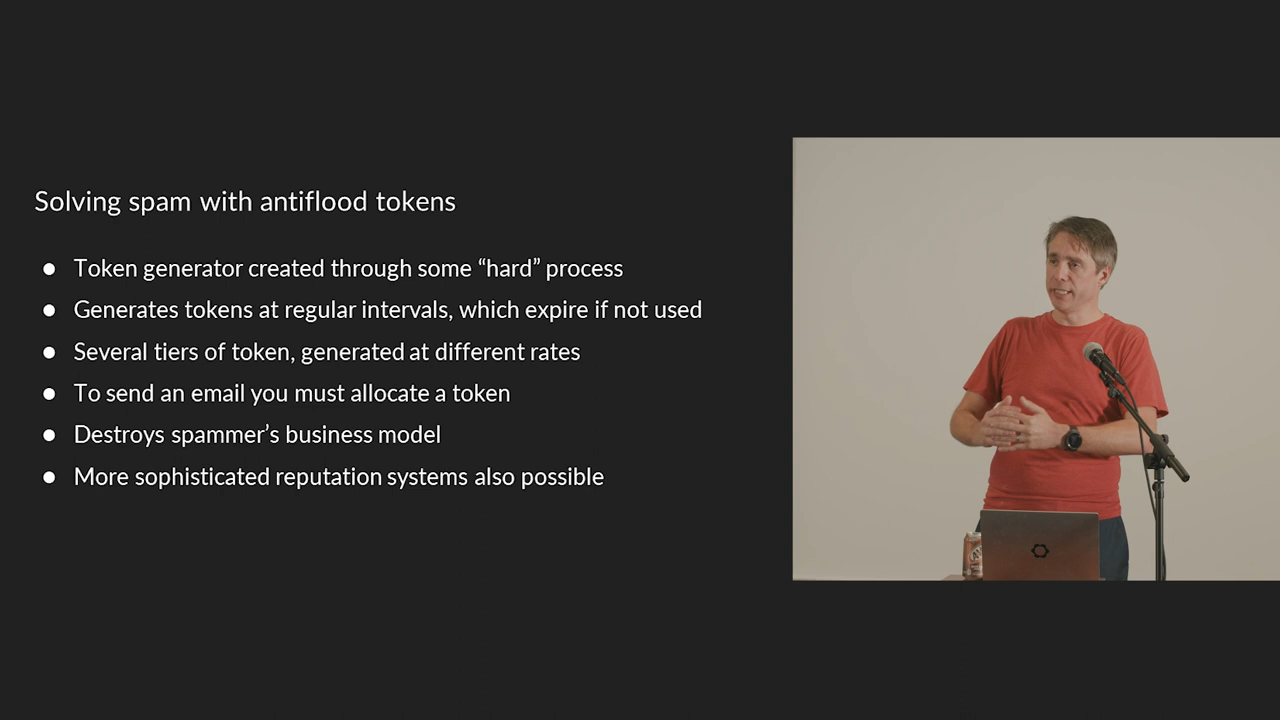 Solving spam with antiflood tokens
● Token generator created through some “hard” process
● Generates tokens at regular intervals, which expire if not used
● Several tiers of token, generated at different rates
● To send an email you must allocate a token
● Destroys spammer’s business model
● More sophisticated reputation systems also possible